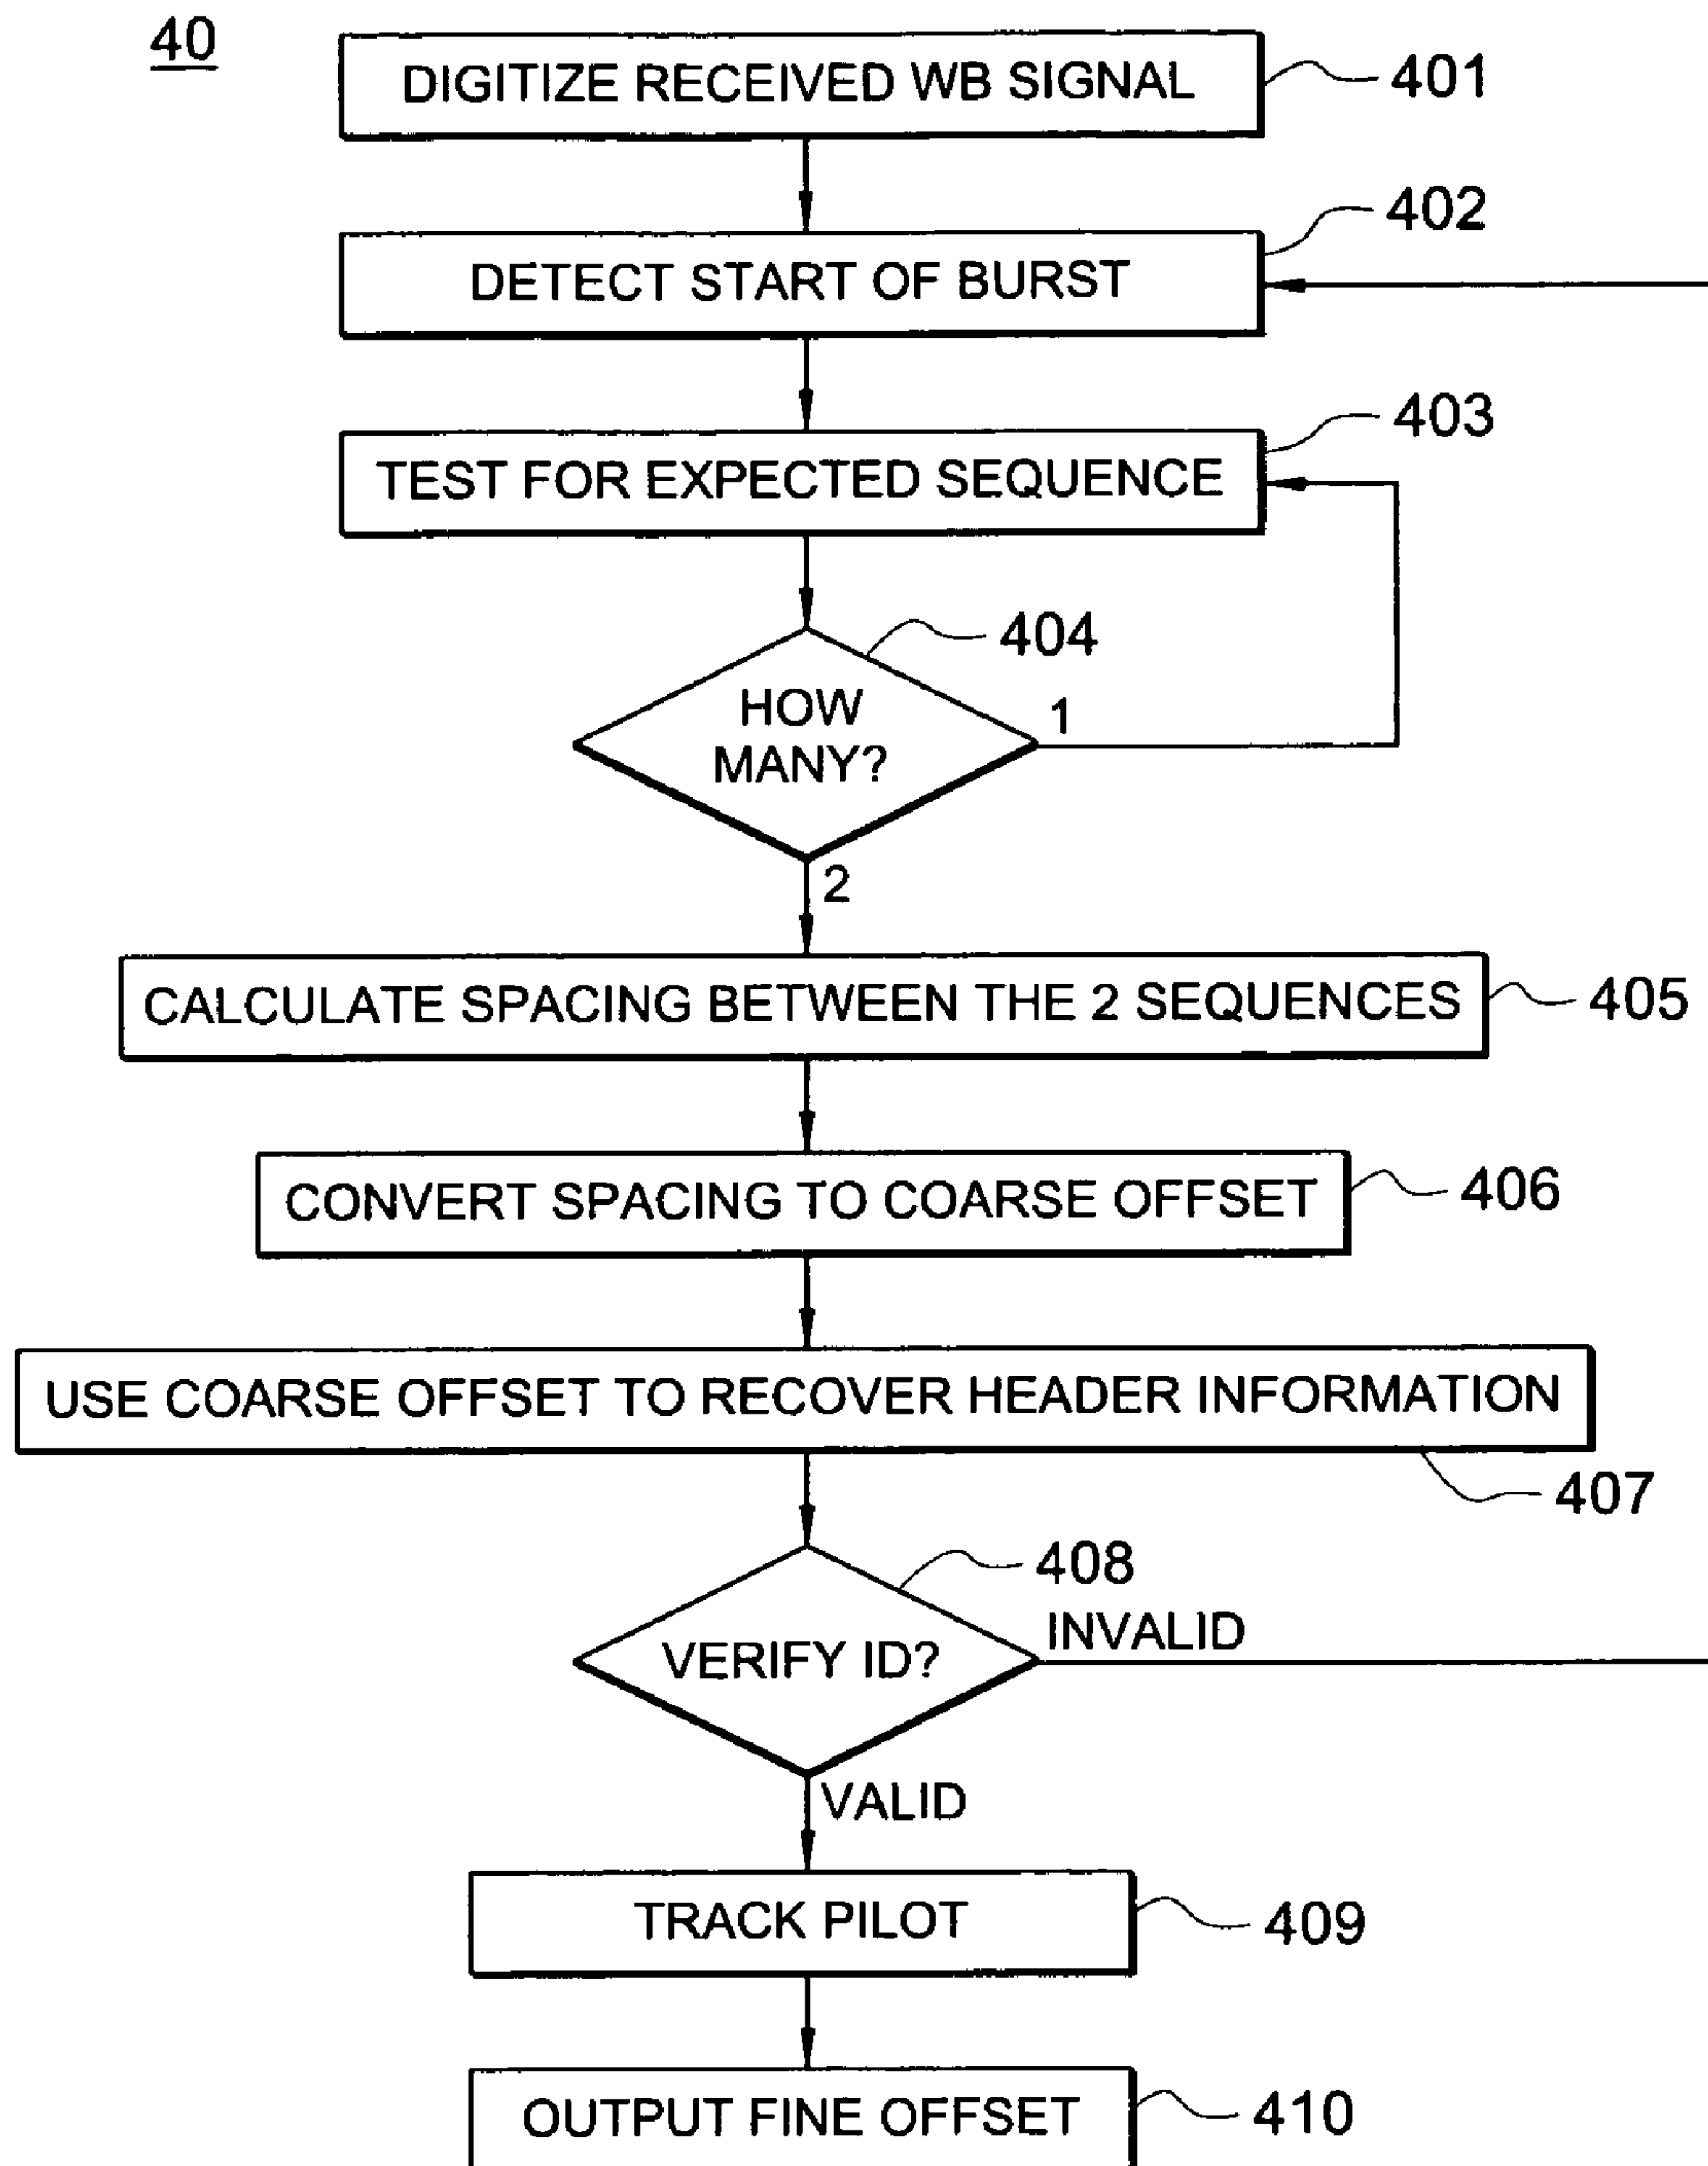 40
DIGITIZE RECEIVED WB SIGNAL
401
DETECT START OF BURST
402
TEST FOR EXPECTED SEQUENCE
403
HOW
MANY?
404
1
2
CALCULATE SPACING BETWEEN THE 2 SEQUENCES
405
CONVERT SPACING TO COARSE OFFSET
406
USE COARSE OFFSET TO RECOVER HEADER INFORMATION
407
VERIFY ID?
408
INVALID
VALID
TRACK PILOT
409
OUTPUT FINE OFFSET
410